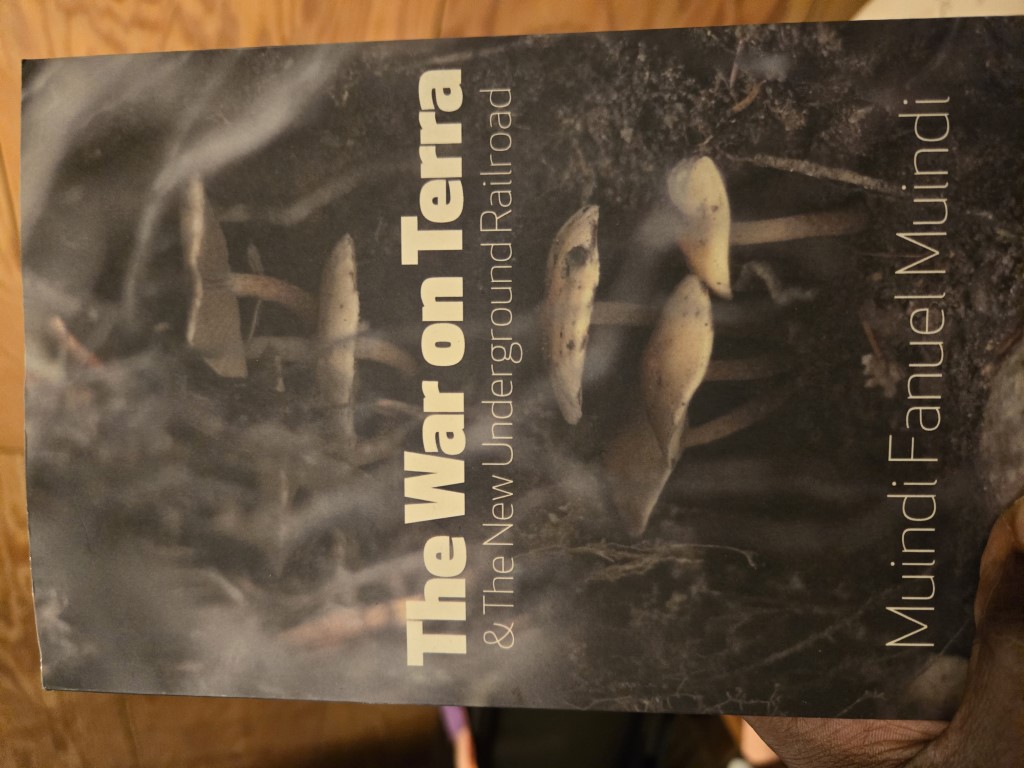 The War on Terra
& The New Underground Railroad
Muindi Fanuel Muindi